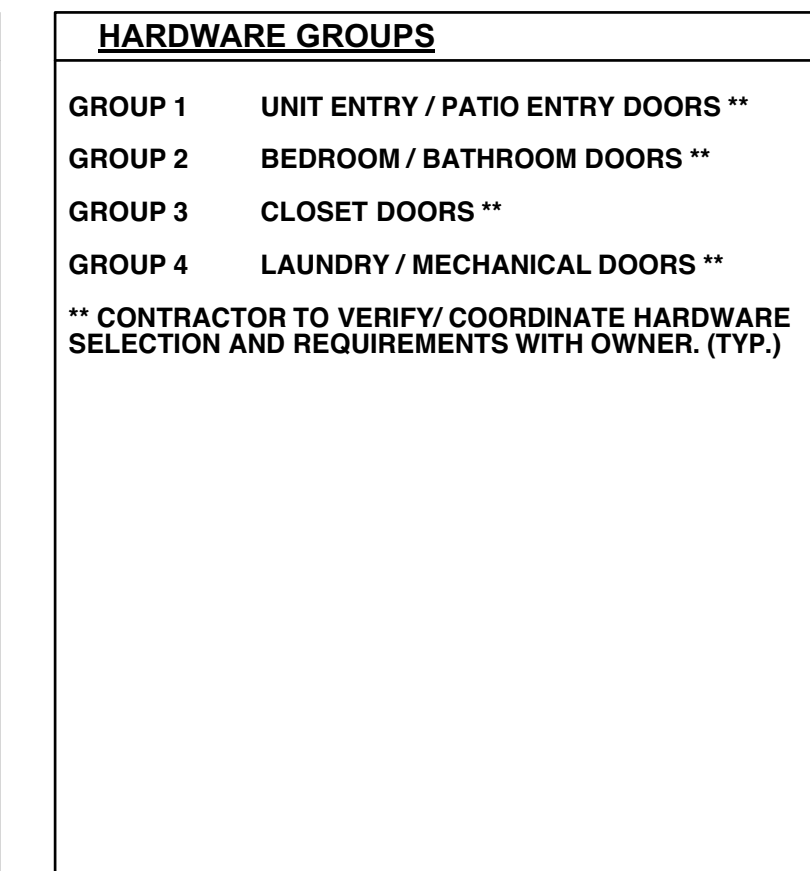 HARDWARE GROUPS
GROUP 1 UNIT ENTRY / PATIO ENTRY DOORS **
GROUP 2 BEDROOM / BATHROOM DOORS **
GROUP 3 CLOSET DOORS **
GROUP 4 LAUNDRY / MECHANICAL DOORS **
** CONTRACTOR TO VERIFY/ COORDINATE HARDWARE
SELECTION AND REQUIREMENTS WITH OWNER. (TYP.)